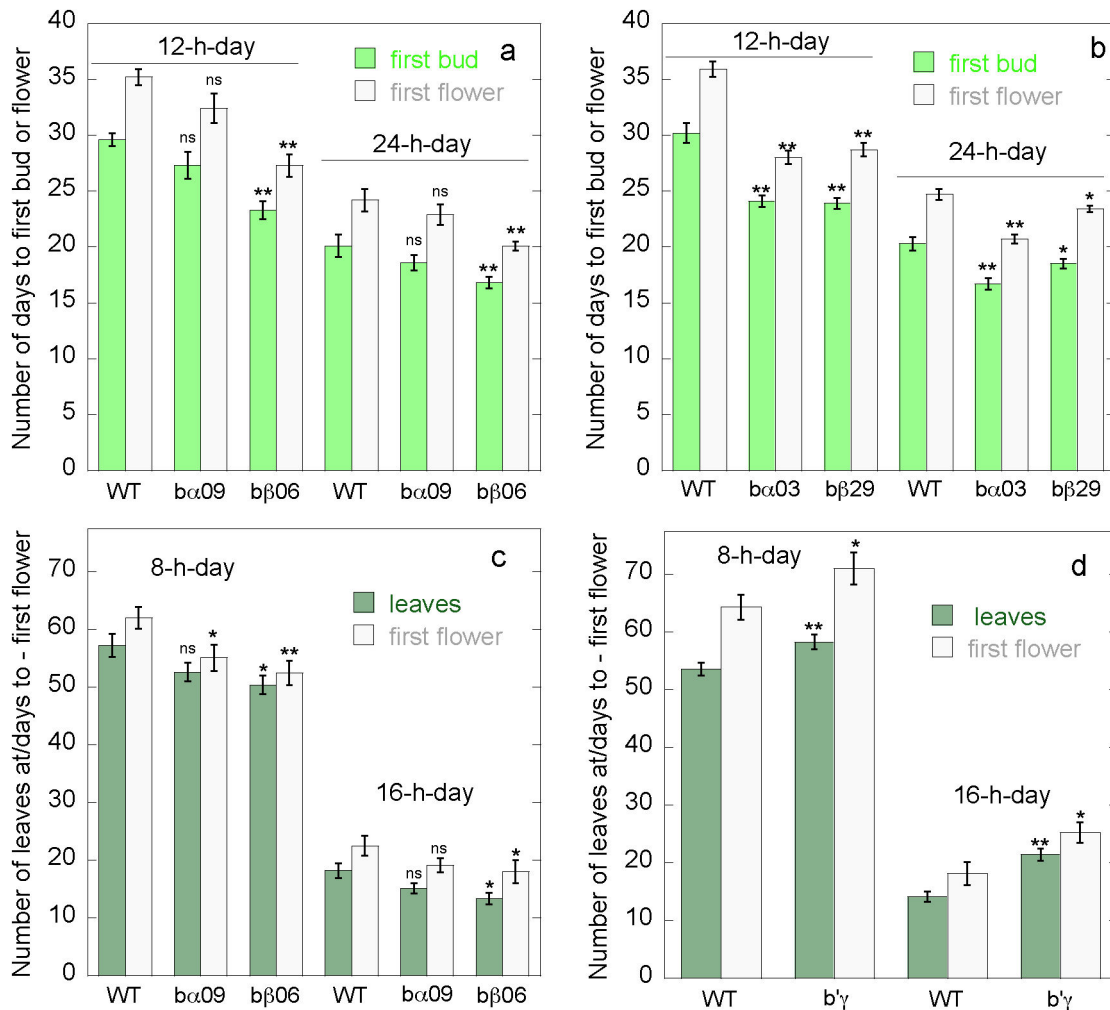 a
12-h-day
first bud
first flower
24-h-day
Number of days to first bud or flower
40
35
30
25
20
15
10
5
0
ns
ns
**
**
ns
ns
**
**
WT bα09 bβ06 WT bα09 bβ06
b
12-h-day
first bud
first flower
24-h-day
Number of days to first bud or flower
40
35
30
25
20
15
10
5
0
**
**
**
**
**
**
*
*
WT bα03 bβ29 WT bα03 bβ29
c
8-h-day
leaves
first flower
16-h-day
Number of leaves at/days to - first flower
70
60
50
40
30
20
10
0
ns
*
*
**
ns
ns
*
*
WT bα09 bβ06 WT bα09 bβ06
d
8-h-day
leaves
first flower
16-h-day
Number of leaves at/days to - first flower
70
60
50
40
30
20
10
0
**
*
**
*
WT b'γ WT b'γ